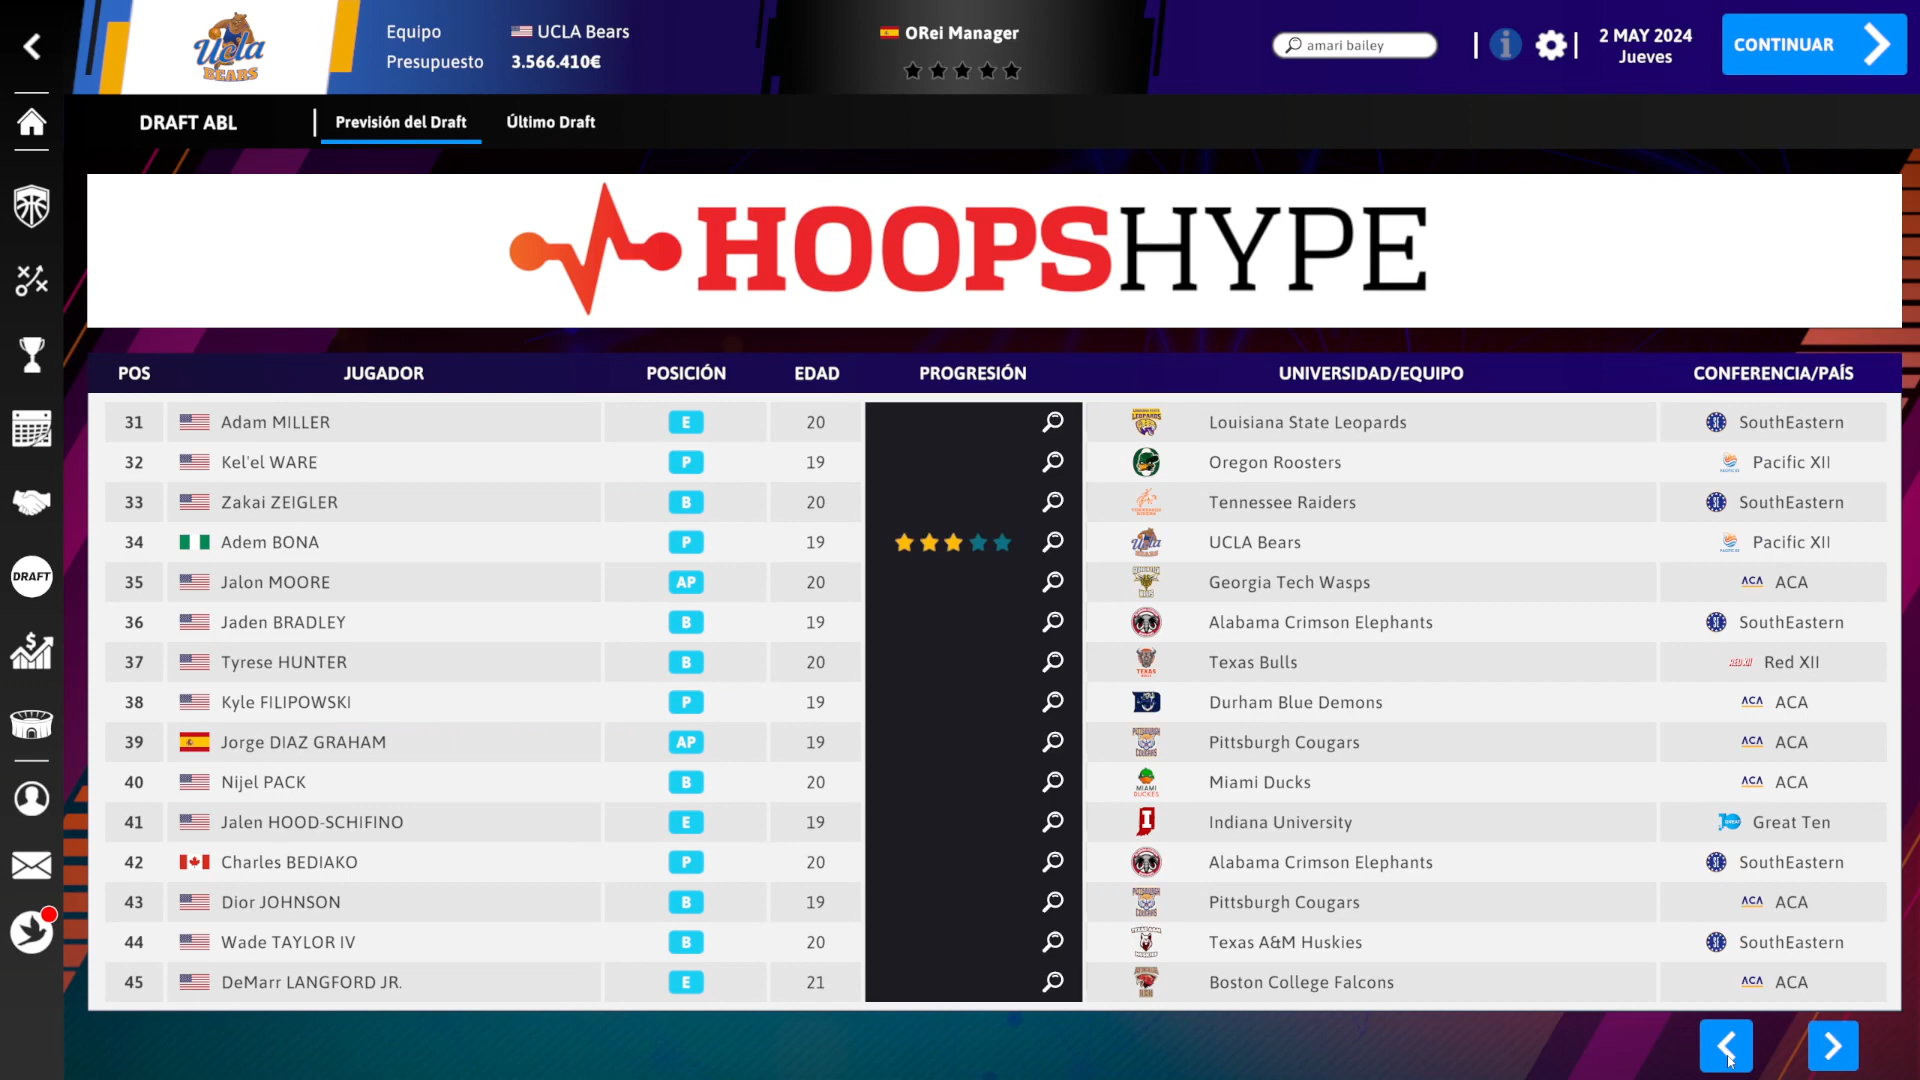 Ucla BEARS
Equipo UCLA Bears
Presupuesto 3.566.410€
ORei Manager
amari bailey
2 MAY 2024
Jueves
CONTINUAR
DRAFT ABL Previsión del Draft Último Draft
HOOPSHYPE
POS JUGADOR POSICIÓN EDAD PROGRESIÓN UNIVERSIDAD/EQUIPO CONFERENCIA/PAÍS
31 Adam MILLER E 20 Louisiana State Leopards SouthEastern
32 Kel'el WARE P 19 Oregon Roosters Pacific XII
33 Zakai ZEIGLER B 20 Tennessee Raiders SouthEastern
34 Adem BONA P 19 UCLA Bears Pacific XII
35 Jalon MOORE AP 20 Georgia Tech Wasps ACA ACA
36 Jaden BRADLEY B 19 Alabama Crimson Elephants SouthEastern
37 Tyrese HUNTER B 20 Texas Bulls RED XII Red XII
38 Kyle FILIPOWSKI P 19 Durham Blue Demons ACA ACA
39 Jorge DIAZ GRAHAM AP 19 Pittsburgh Cougars ACA ACA
40 Nijel PACK B 20 Miami Ducks ACA ACA
41 Jalen HOOD-SCHIFINO E 19 Indiana University Great Ten
42 Charles BEDIAKO P 20 Alabama Crimson Elephants SouthEastern
43 Dior JOHNSON B 19 Pittsburgh Cougars ACA ACA
44 Wade TAYLOR IV B 20 Texas A&M Huskies SouthEastern
45 DeMarr LANGFORD JR. E 21 Boston College Falcons ACA ACA
DRAFT